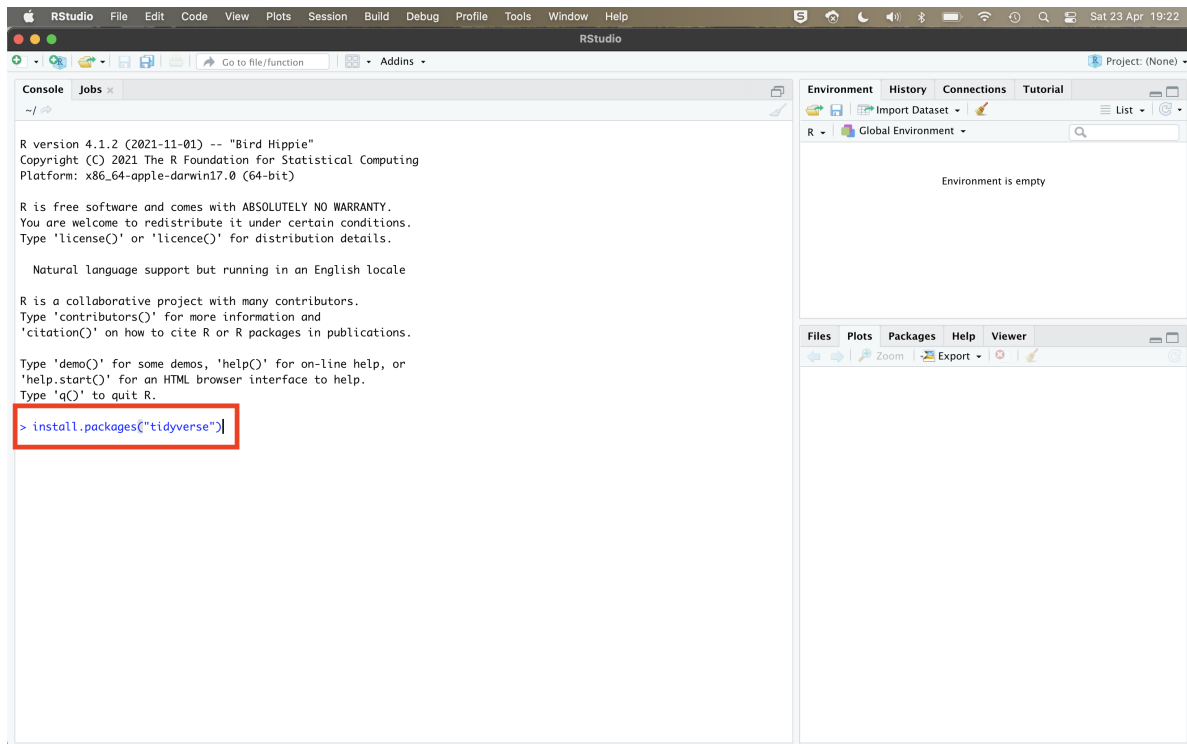 RStudio File Edit Code View Plots Session Build Debug Profile Tools Window Help S Sat 23 Apr 19:22
RStudio
Go to file/function Addins Project: (None)
Console Jobs
~/
R version 4.1.2 (2021-11-01) -- "Bird Hippie"
Copyright (C) 2021 The R Foundation for Statistical Computing
Platform: x86_64-apple-darwin17.0 (64-bit)
R is free software and comes with ABSOLUTELY NO WARRANTY.
You are welcome to redistribute it under certain conditions.
Type 'license()' or 'licence()' for distribution details.
Natural language support but running in an English locale
R is a collaborative project with many contributors.
Type 'contributors()' for more information and
'citation()' on how to cite R or R packages in publications.
Type 'demo()' for some demos, 'help()' for on-line help, or
'help.start()' for an HTML browser interface to help.
Type 'q()' to quit R.
> install.packages("tidyverse")
Environment History Connections Tutorial
Import Dataset List
R Global Environment
Environment is empty
Files Plots Packages Help Viewer
Zoom Export